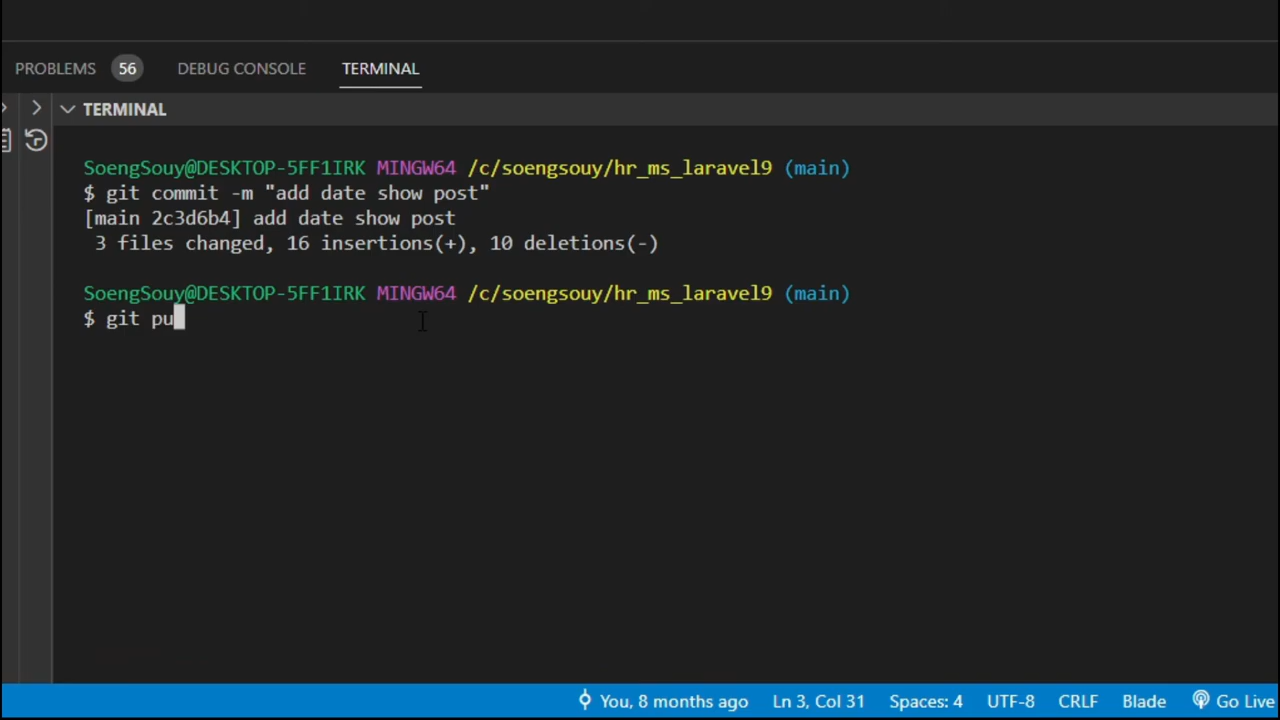 PROBLEMS 56 DEBUG CONSOLE TERMINAL
TERMINAL
SoengSouy@DESKTOP-5FF1IRK MINGW64 /c/soengsouy/hr_ms_laravel9 (main)
$ git commit -m "add date show post"
[main 2c3d6b4] add date show post
3 files changed, 16 insertions(+), 10 deletions(-)
SoengSouy@DESKTOP-5FF1IRK MINGW64 /c/soengsouy/hr_ms_laravel9 (main)
$ git pu
You, 8 months ago Ln 3, Col 31 Spaces: 4 UTF-8 CRLF Blade Go Live